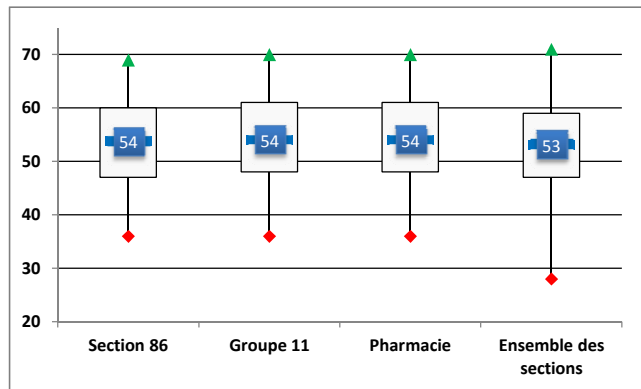 70
60
50
40
30
20
54
54
54
53
Section 86
Groupe 11
Pharmacie
Ensemble des
sections